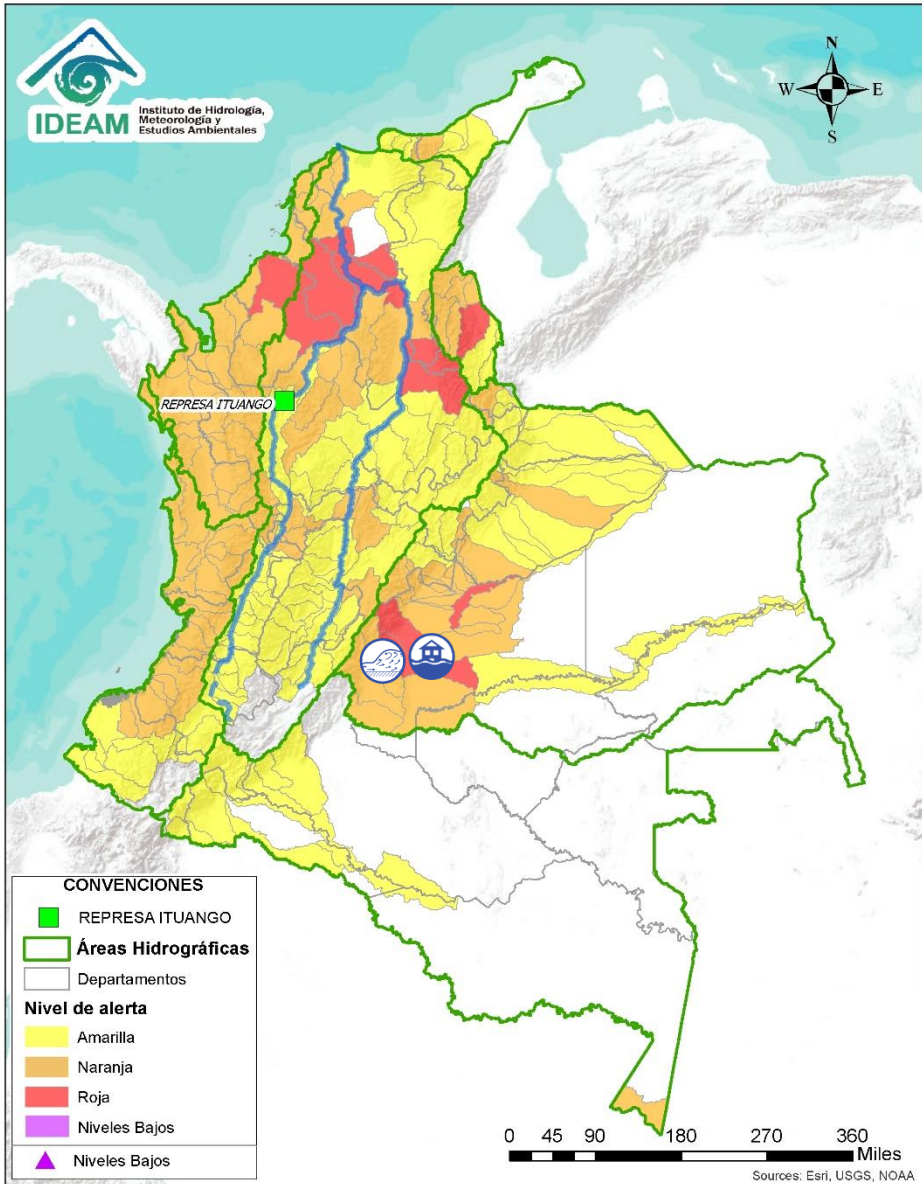 IDEAM
Instituto de Hidrología,
Meteorología y
Estudios Ambientales
N
W
E
S
REPRESA ITUANGO
CONVENCIONES
REPRESA ITUANGO
Áreas Hidrográficas
Departamentos
Nivel de alerta
Amarilla
Naranja
Roja
Niveles Bajos
Niveles Bajos
0 45 90 180 270 360
Miles
Sources: Esri, USGS, NOAA